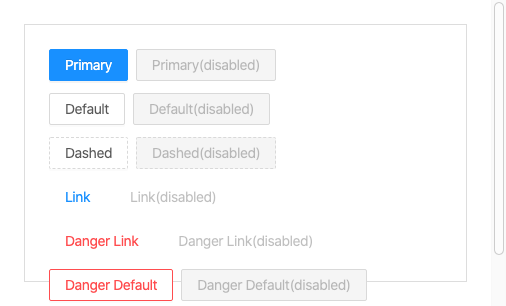 Primary Primary(disabled)
Default Default(disabled)
Dashed Dashed(disabled)
Link Link(disabled)
Danger Link Danger Link(disabled)
Danger Default Danger Default(disabled)